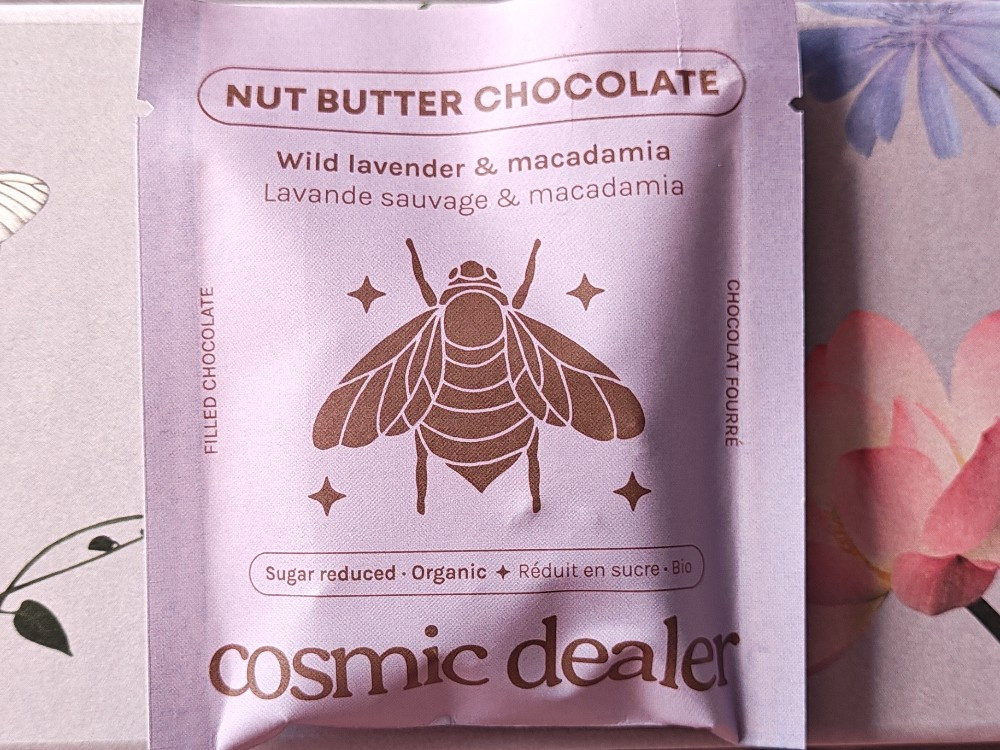 NUT BUTTER CHOCOLATE
Wild lavender & macadamia
Lavande sauvage & macadamia
FILLED CHOCOLATE
CHOCOLAT FOURRÉ
Sugar reduced · Organic ✦ Réduit en sucre · Bio
cosmic dealer